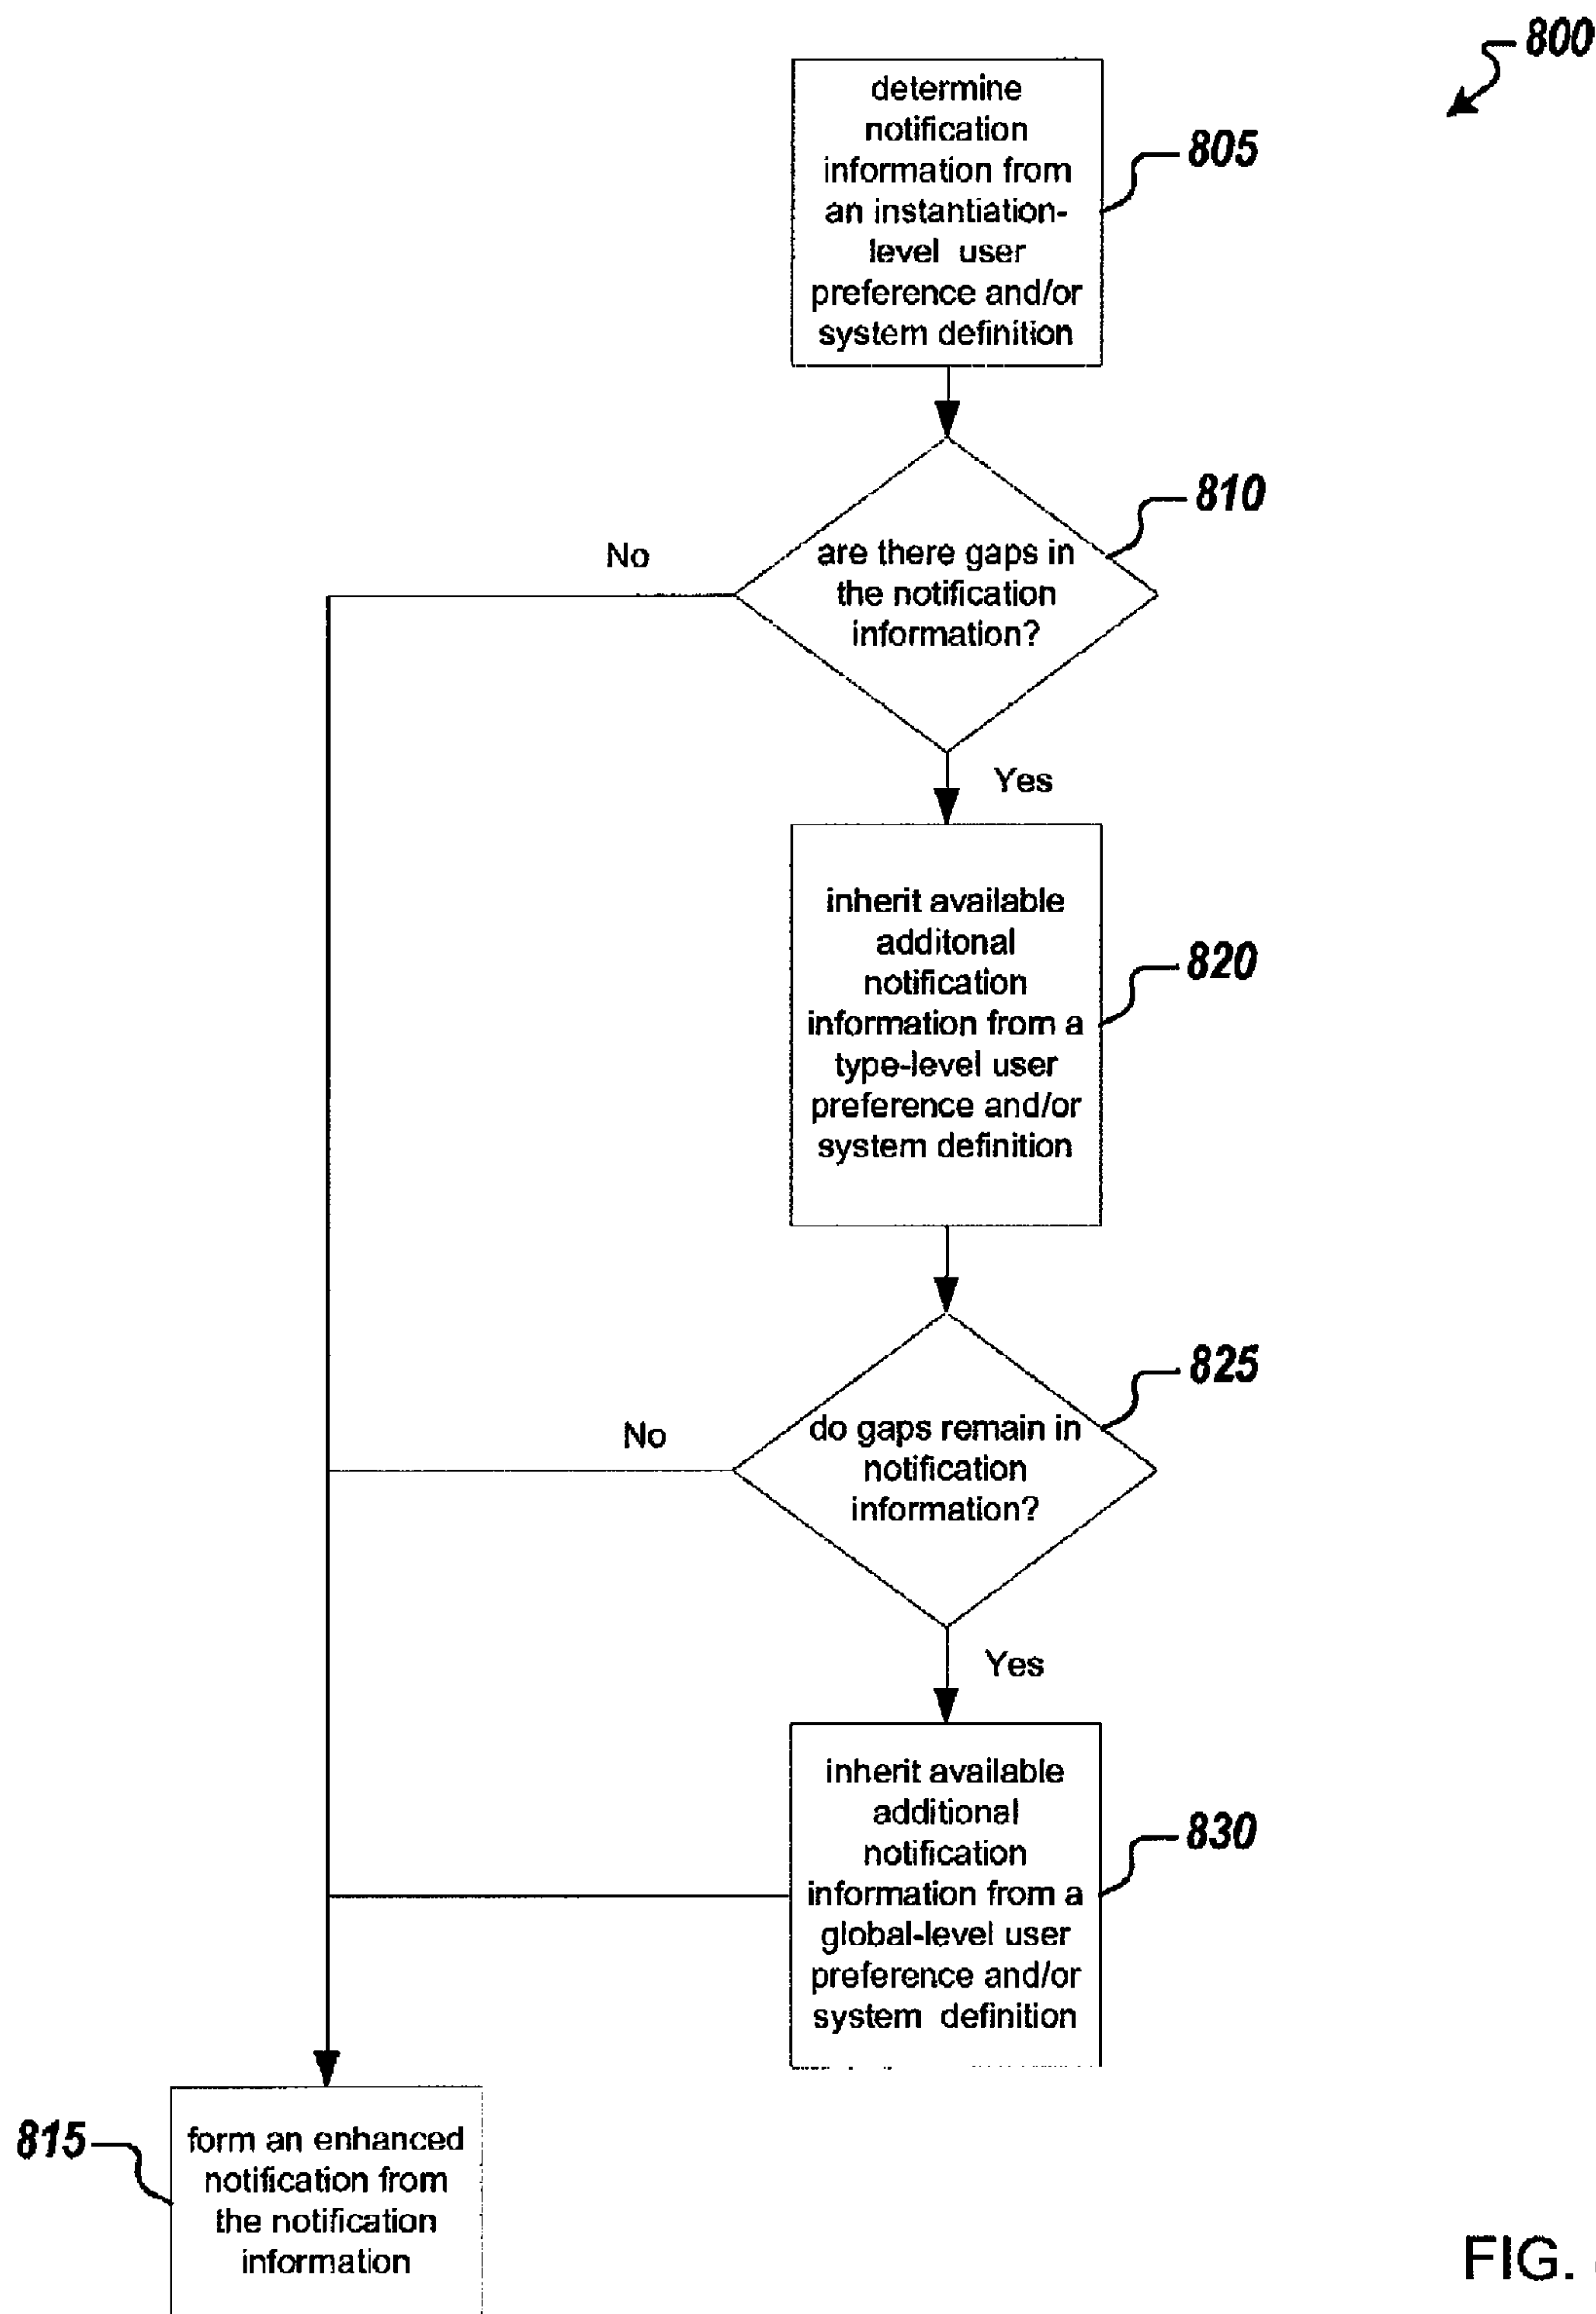 800
determine
notification
information from
an instantiation-
level user
preference and/or
system definition
805
810
are there gaps in
the notification
information?
No
Yes
inherit available
additonal
notification
information from a
type-level user
preference and/or
system definition
820
825
do gaps remain in
notification
information?
No
Yes
inherit available
additional
notification
information from a
global-level user
preference and/or
system definition
830
815
form an enhanced
notification from
the notification
information
FIG.